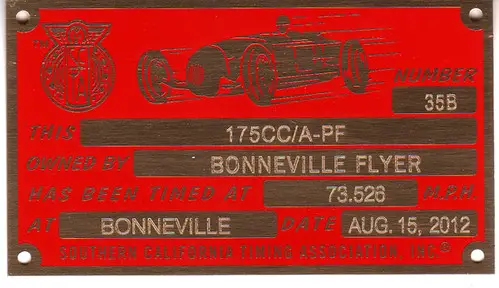 NUMBER
35B
THIS 175CC/A-PF
OWNED BY BONNEVILLE FLYER
HAS BEEN TIMED AT 73.526 M.P.H.
AT BONNEVILLE DATE AUG. 15, 2012
SOUTHERN CALIFORNIA TIMING ASSOCIATION, INC.®